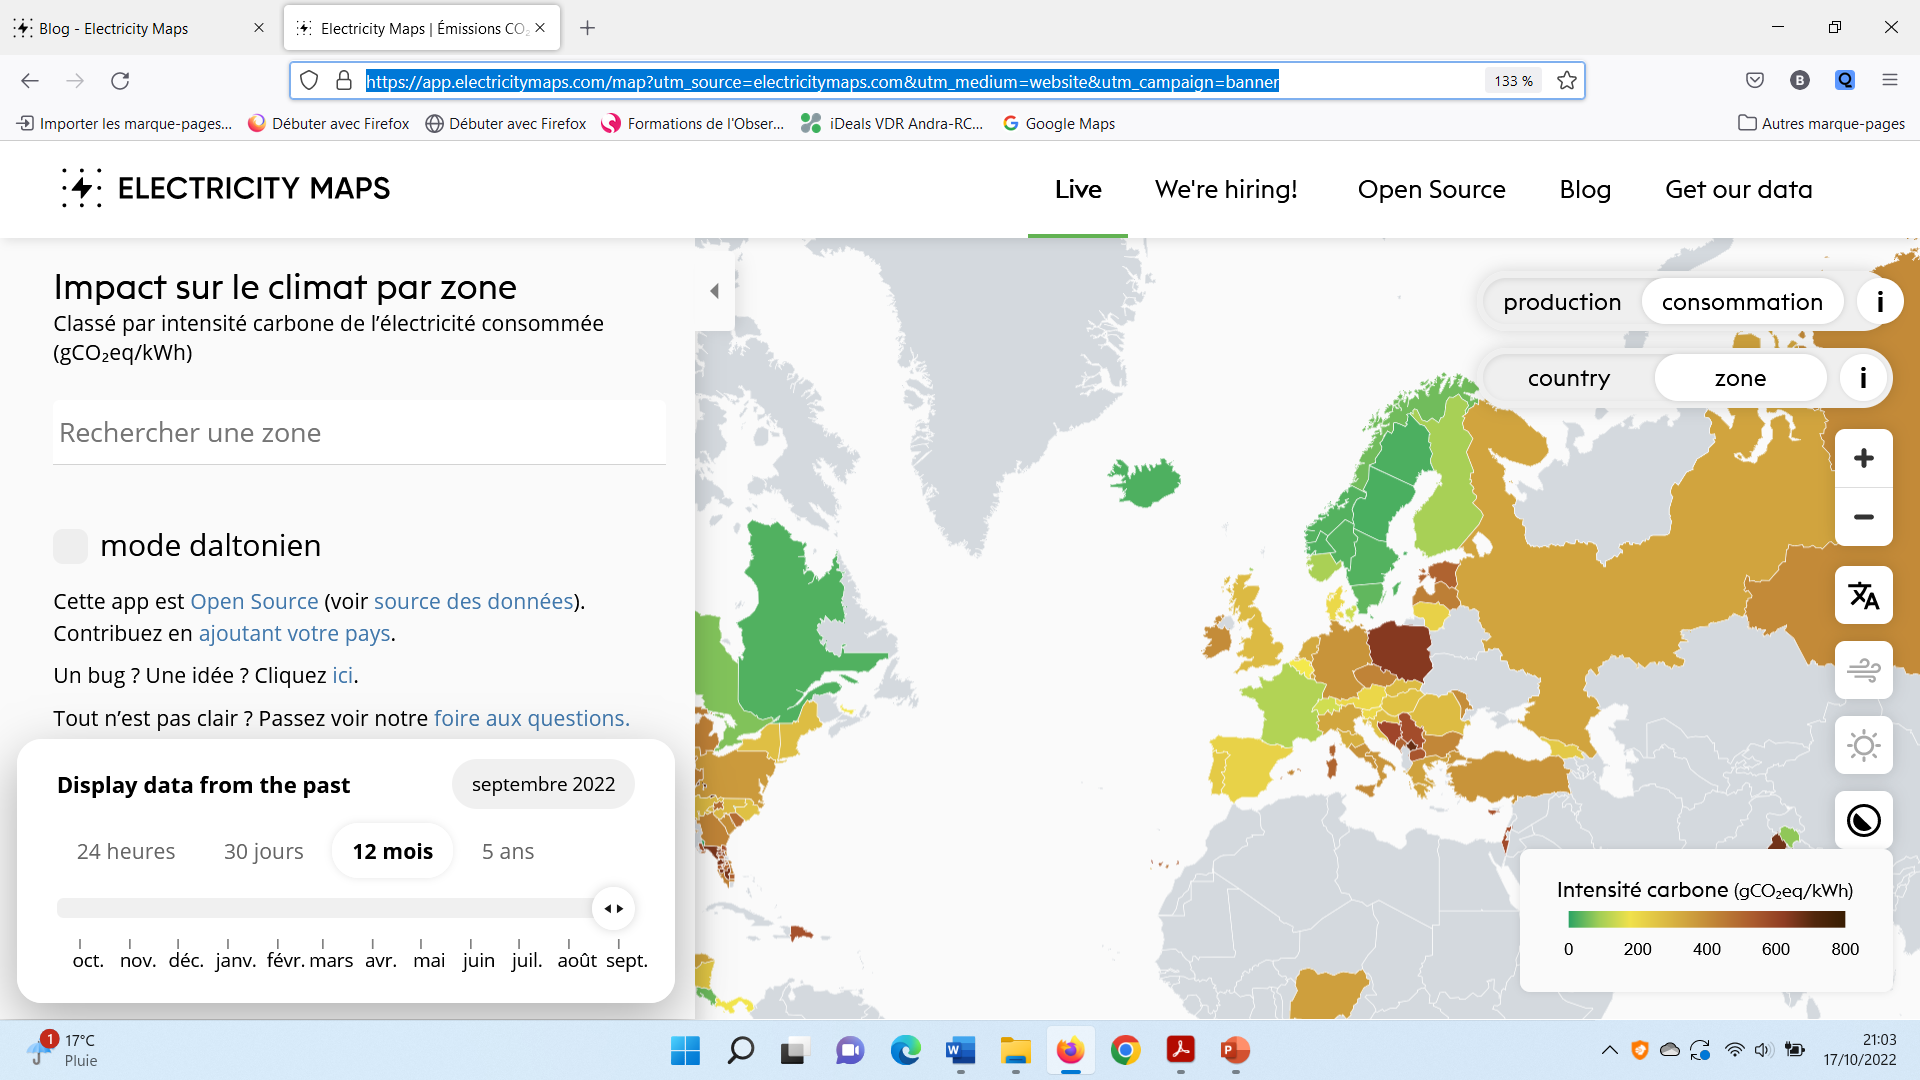 Blog - Electricity Maps
Electricity Maps | Émissions CO₂
https://app.electricitymaps.com/map?utm_source=electricitymaps.com&utm_medium=website&utm_campaign=banner
133 %
B
Q
Importer les marque-pages...
Débuter avec Firefox
Débuter avec Firefox
Formations de l'Obser...
iDeals VDR Andra-RC...
Google Maps
Autres marque-pages
ELECTRICITY MAPS
Live
We're hiring!
Open Source
Blog
Get our data
Impact sur le climat par zone
Classé par intensité carbone de l’électricité consommée
(gCO₂eq/kWh)
Rechercher une zone
mode daltonien
Cette app est Open Source (voir source des données).
Contribuez en ajoutant votre pays.
Un bug ? Une idée ? Cliquez ici.
Tout n’est pas clair ? Passez voir notre foire aux questions.
Display data from the past
septembre 2022
24 heures
30 jours
12 mois
5 ans
oct. nov. déc. janv. févr. mars avr. mai juin juil. août sept.
production
consommation
i
country
zone
i
Intensité carbone (gCO₂eq/kWh)
0 200 400 600 800
1
17°C
Pluie
21:03
17/10/2022